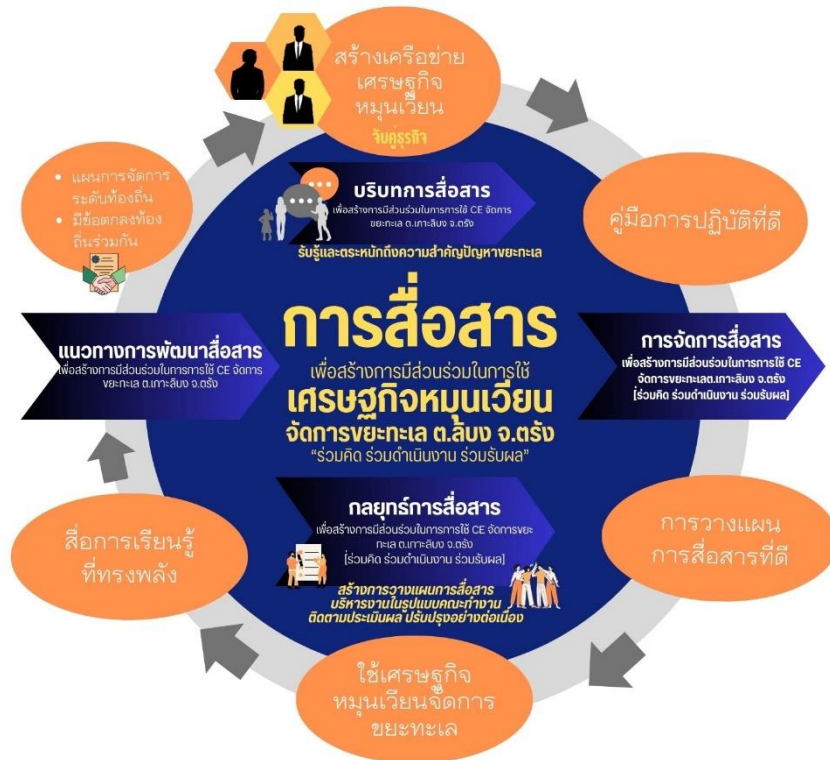 สร้างเครือข่าย
เศรษฐกิจ
หมุนเวียน
จับคู่ธุรกิจ
• แผนการจัดการ
ระดับท้องถิ่น
• มีข้อตกลงท้อง
ถิ่นร่วมกัน
บริบทการสื่อสาร
เพื่อสร้างการมีส่วนร่วมในการการใช้ CE จัดการ
ขยะทะเล ต.เกาะลิบง จ.ตรัง
รับรู้และตระหนักถึงความสำคัญปัญหาขยะทะเล
คู่มือการปฏิบัติที่ดี
การสื่อสาร
เพื่อสร้างการมีส่วนร่วมในการใช้
เศรษฐกิจหมุนเวียน
จัดการขยะทะเล ต.ลิบง จ.ตรัง
“ร่วมคิด ร่วมดำเนินงาน ร่วมรับผล”
แนวทางการพัฒนาสื่อสาร
เพื่อสร้างการมีส่วนร่วมในการการใช้ CE จัดการ
ขยะทะเล ต.เกาะลิบง จ.ตรัง
การจัดการสื่อสาร
เพื่อสร้างการมีส่วนร่วมในการการใช้ CE
จัดการขยะทะเลต.เกาะลิบง จ.ตรัง
[ร่วมคิด ร่วมดำเนินงาน ร่วมรับผล]
กลยุทธ์การสื่อสาร
เพื่อสร้างการมีส่วนร่วมในการการใช้ CE จัดการขยะ
ทะเล ต.เกาะลิบง จ.ตรัง
[ร่วมคิด ร่วมดำเนินงาน ร่วมรับผล]
สร้างการวางแผนการสื่อสาร
บริหารงานในรูปแบบคณะทำงาน
ติดตามประเมินผล ปรับปรุงอย่างต่อเนื่อง
สื่อการเรียนรู้
ที่ทรงพลัง
การวางแผน
การสื่อสารที่ดี
ใช้เศรษฐกิจ
หมุนเวียนจัดการ
ขยะทะเล